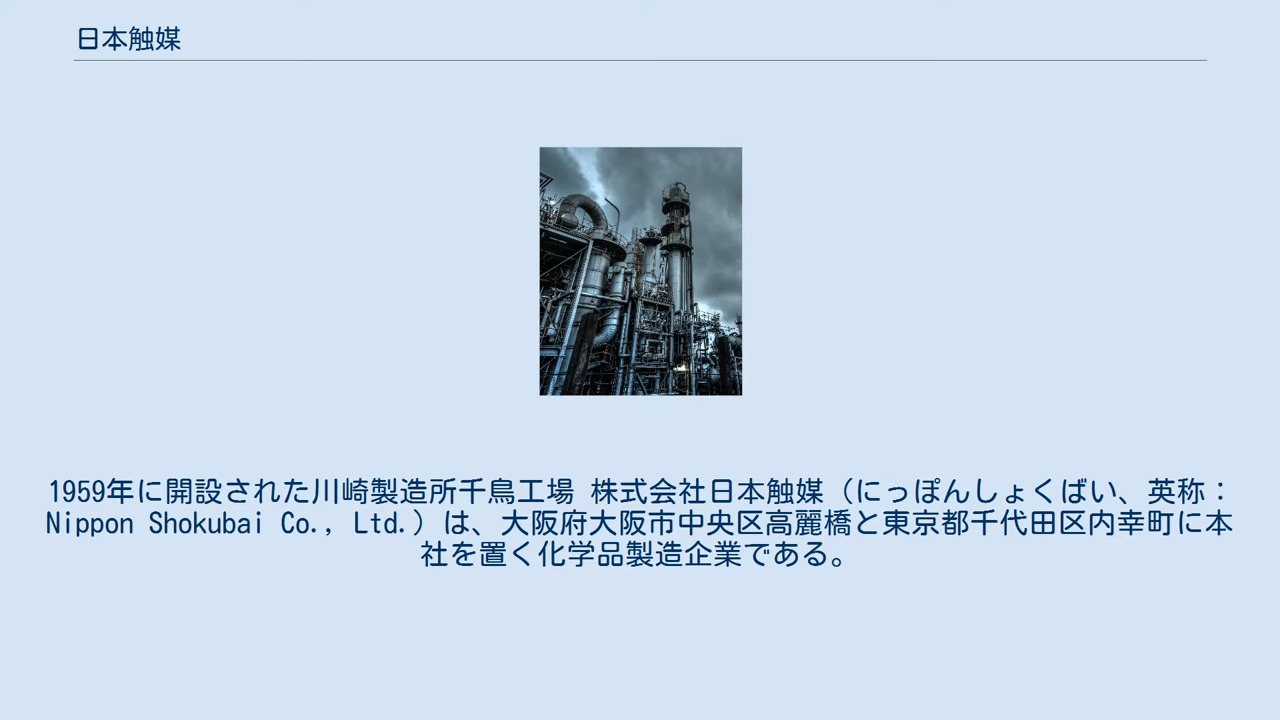 日本触媒
1959年に開設された川崎製造所千鳥工場 株式会社日本触媒（にっぽんしょくばい、英称：
Nippon Shokubai Co., Ltd.）は、大阪府大阪市中央区高麗橋と東京都千代田区内幸町に本
社を置く化学品製造企業である。